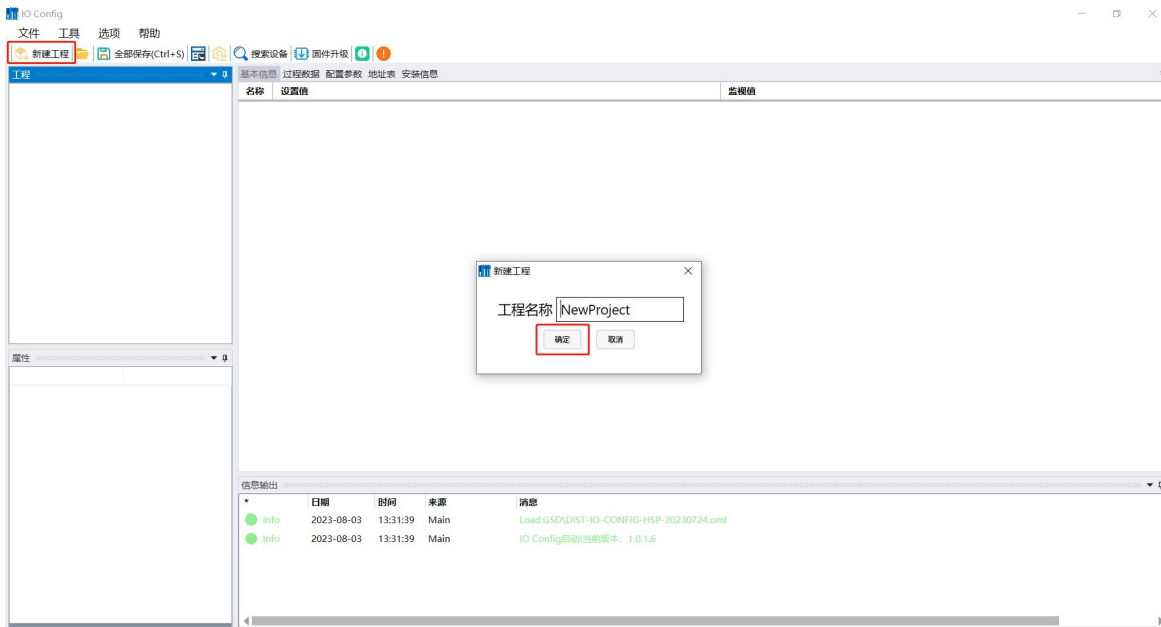 IO Config
文件 工具 选项 帮助
新建工程 全部保存(Ctrl+S) 搜索设备 固件升级
工程
基本信息 过程数据 配置参数 地址表 安装信息
名称 设置值 监视值
新建工程
工程名称 NewProject
确定 取消
属性
信息输出
* 日期 时间 来源 消息
Info 2023-08-03 13:31:39 Main Load:GSD\DIST-IO-CONFIG-HSP-20230724.oml
Info 2023-08-03 13:31:39 Main IO Config启动!当前版本：1.0.1.6